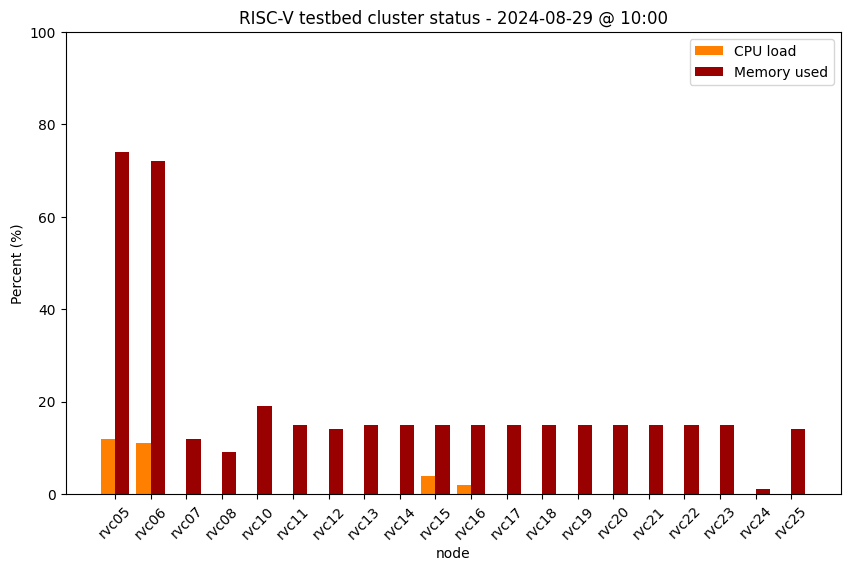 RISC-V testbed cluster status - 2024-08-29 @ 10:00
CPU load
Memory used
Percent (%)
100
80
60
40
20
0
rvc05
rvc06
rvc07
rvc08
rvc10
rvc11
rvc12
rvc13
rvc14
rvc15
rvc16
rvc17
rvc18
rvc19
rvc20
rvc21
rvc22
rvc23
rvc24
rvc25
node